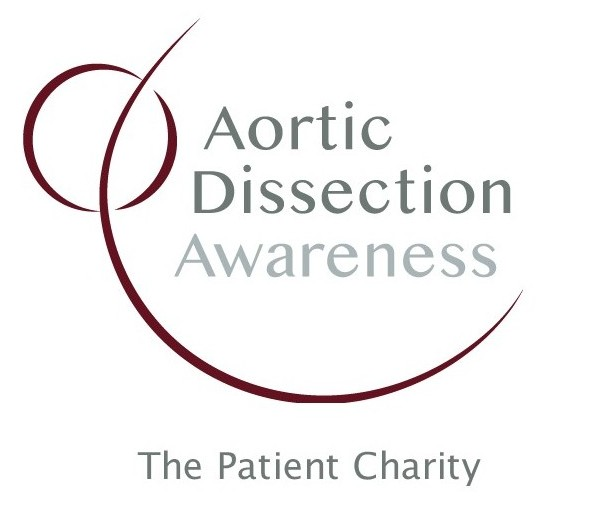 Aortic
Dissection
Awareness
The Patient Charity